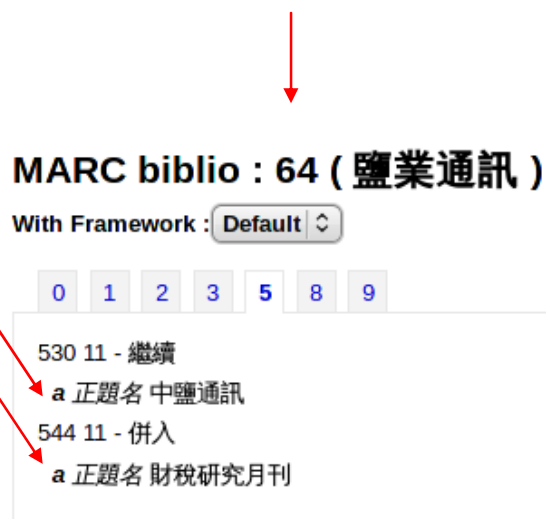 MARC biblio : 64 ( 鹽業通訊 )
With Framework : Default
0 1 2 3 5 8 9
530 11 - 繼續
a 正題名 中鹽通訊
544 11 - 併入
a 正題名 財稅研究月刊